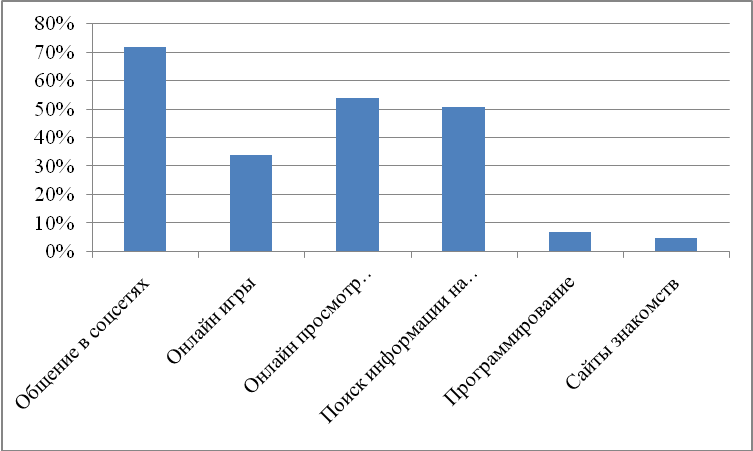 80%
70%
60%
50%
40%
30%
20%
10%
0%
Общение в соцсетях
Онлайн игры
Онлайн просмотр..
Поиск информации на..
Программирование
Сайты знакомств